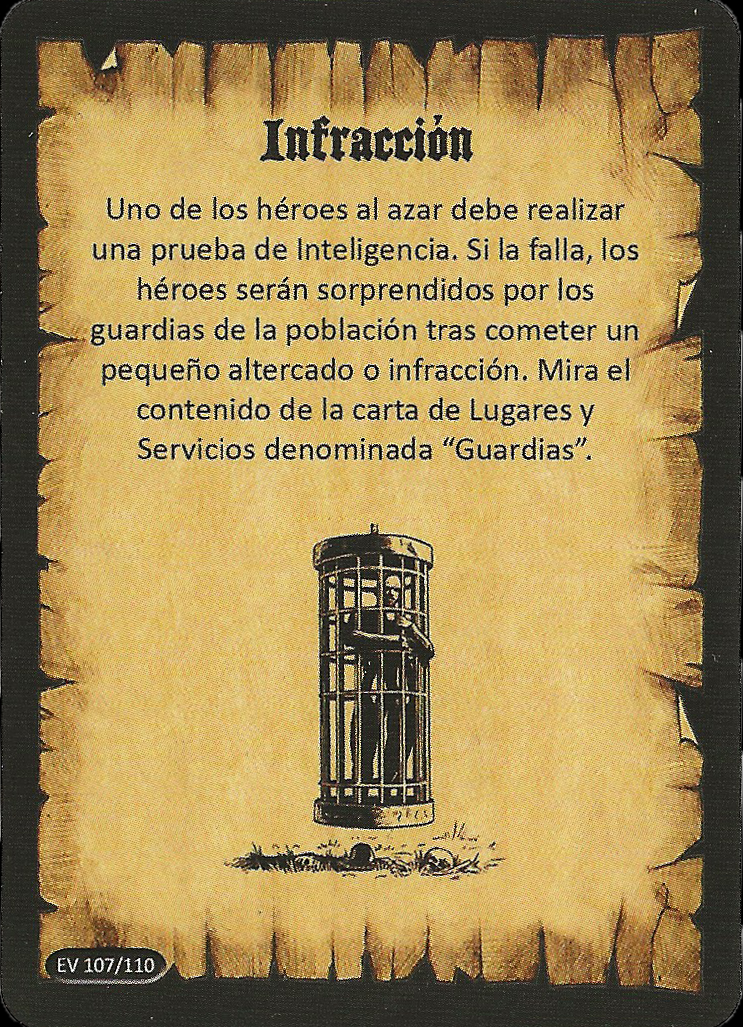 Infracción
Uno de los héroes al azar debe realizar
una prueba de Inteligencia. Si la falla, los
héroes serán sorprendidos por los
guardias de la población tras cometer un
pequeño altercado o infracción. Mira el
contenido de la carta de Lugares y
Servicios denominada “Guardias”.
EV 107/110